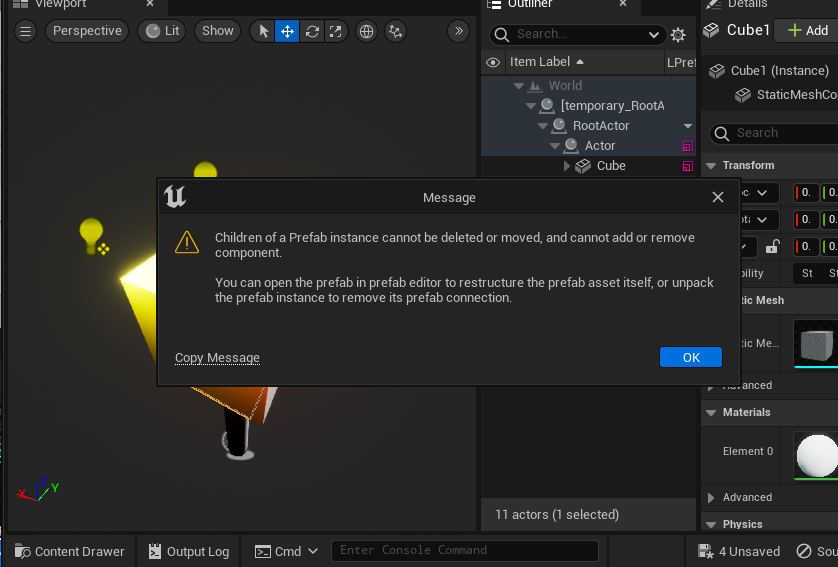 Viewport
Outliner
Details
Perspective
Lit
Show
Search...
Cube1
Add
Item Label
LPref
World
[temporary_RootA
RootActor
Actor
Cube
Cube1 (Instance)
StaticMeshCo
Search
Transform
0.
0.
0.
0.
0.
0.
bility
St
St
tic Mesh
tic Me...
Advanced
Materials
Element 0
Advanced
Physics
Message
Children of a Prefab instance cannot be deleted or moved, and cannot add or remove
component.
You can open the prefab in prefab editor to restructure the prefab asset itself, or unpack
the prefab instance to remove its prefab connection.
Copy Message
OK
X
Y
11 actors (1 selected)
Content Drawer
Output Log
Cmd
Enter Console Command
4 Unsaved
Sou